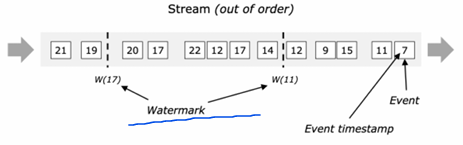 Stream (out of order)
21 19 20 17 22 12 17 14 12 9 15 11 7
W(17) W(11)
Watermark
Event
Event timestamp